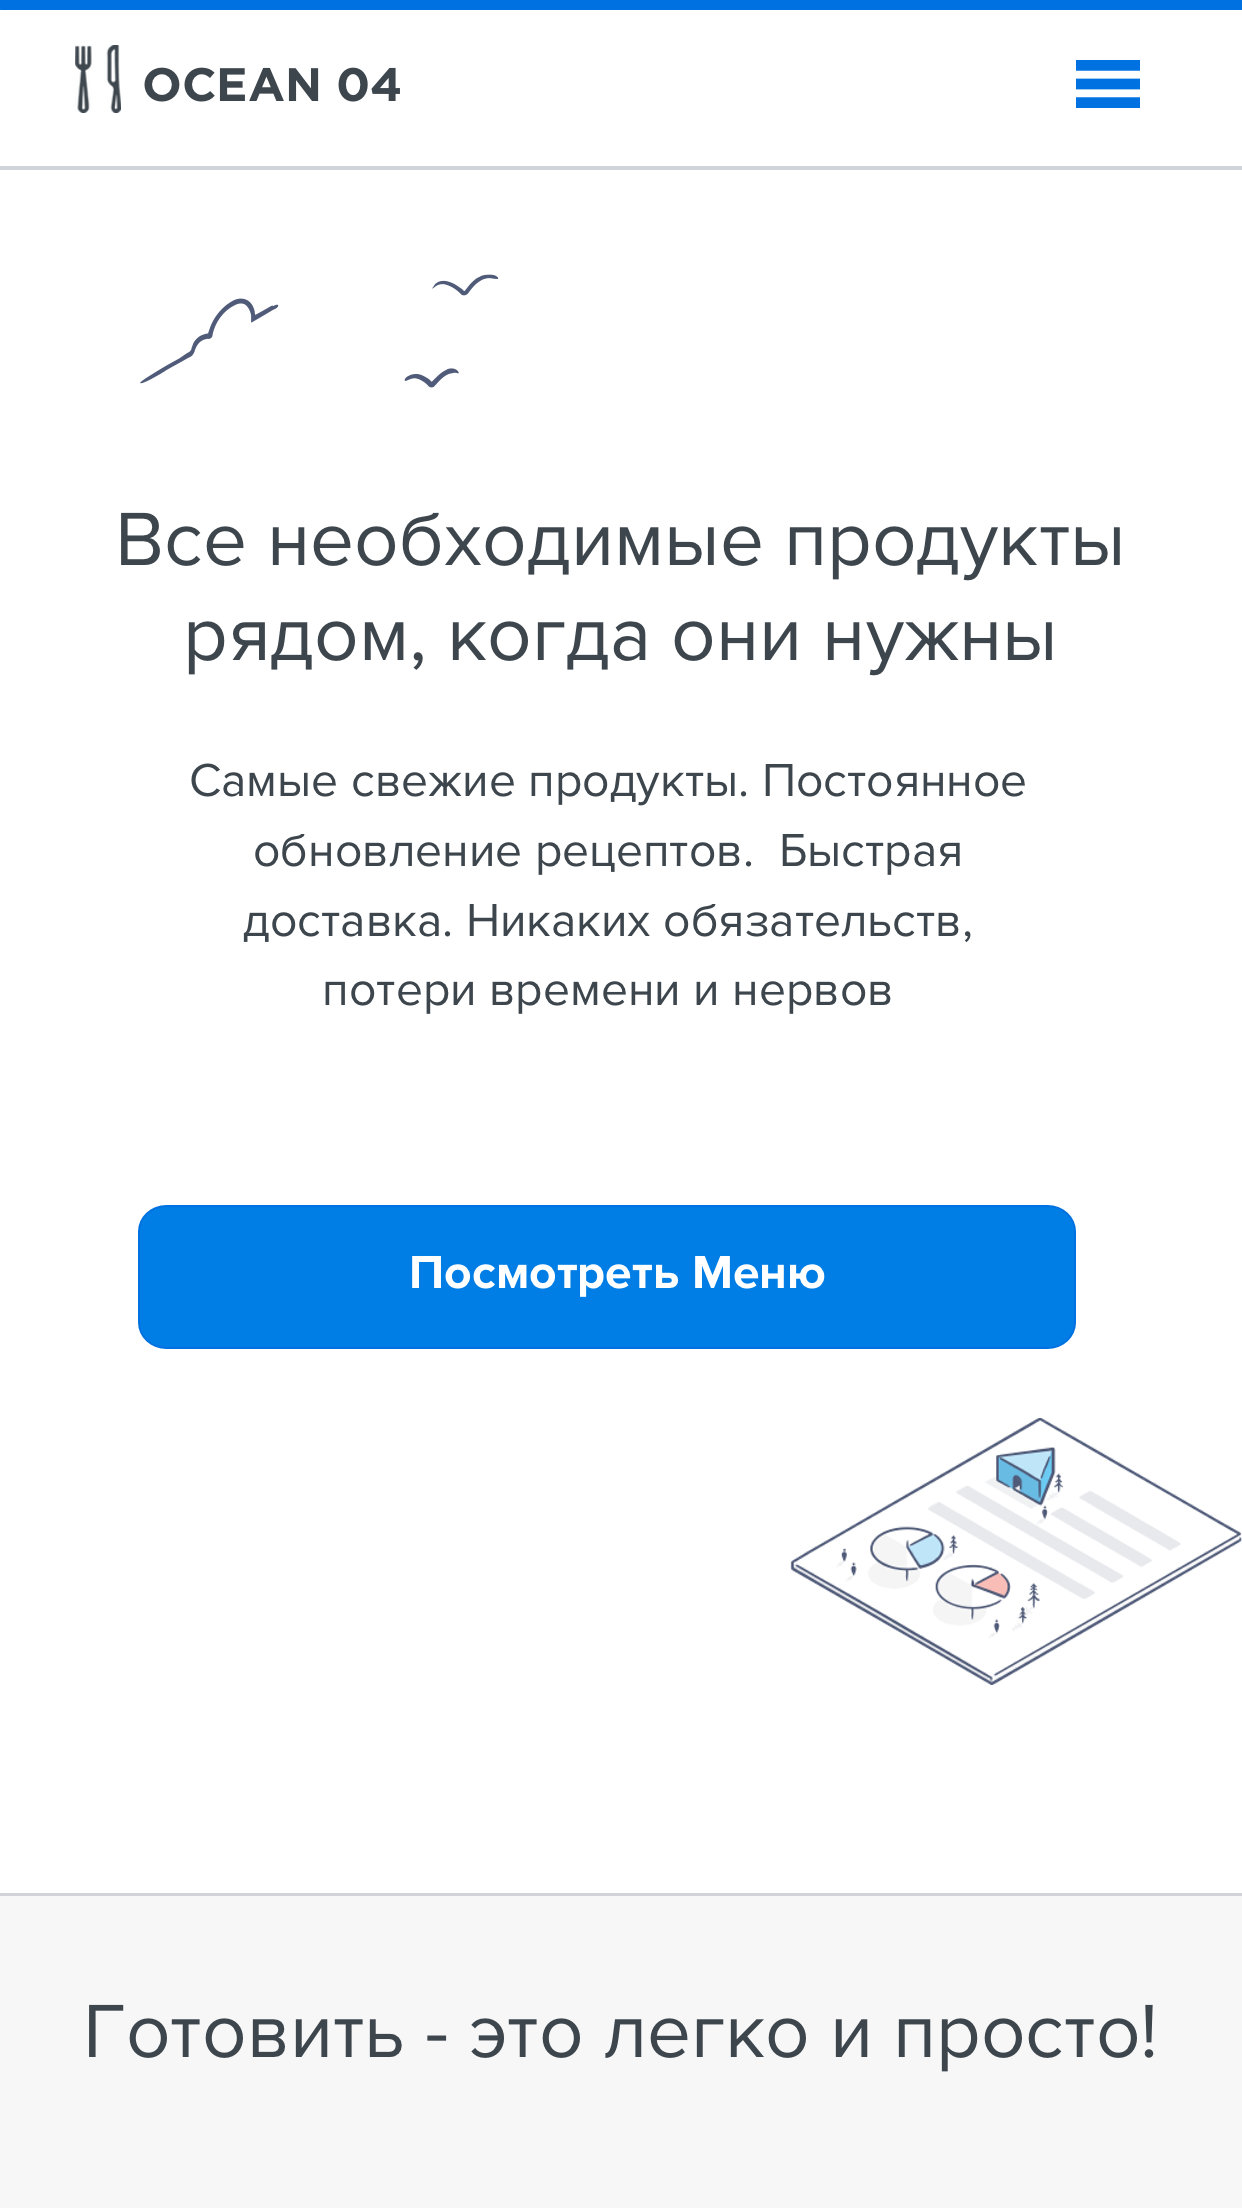 OCEAN 04
Все необходимые продукты
рядом, когда они нужны
Самые свежие продукты. Постоянное
обновление рецептов.  Быстрая
доставка. Никаких обязательств,
потери времени и нервов
Посмотреть Меню
Готовить - это легко и просто!